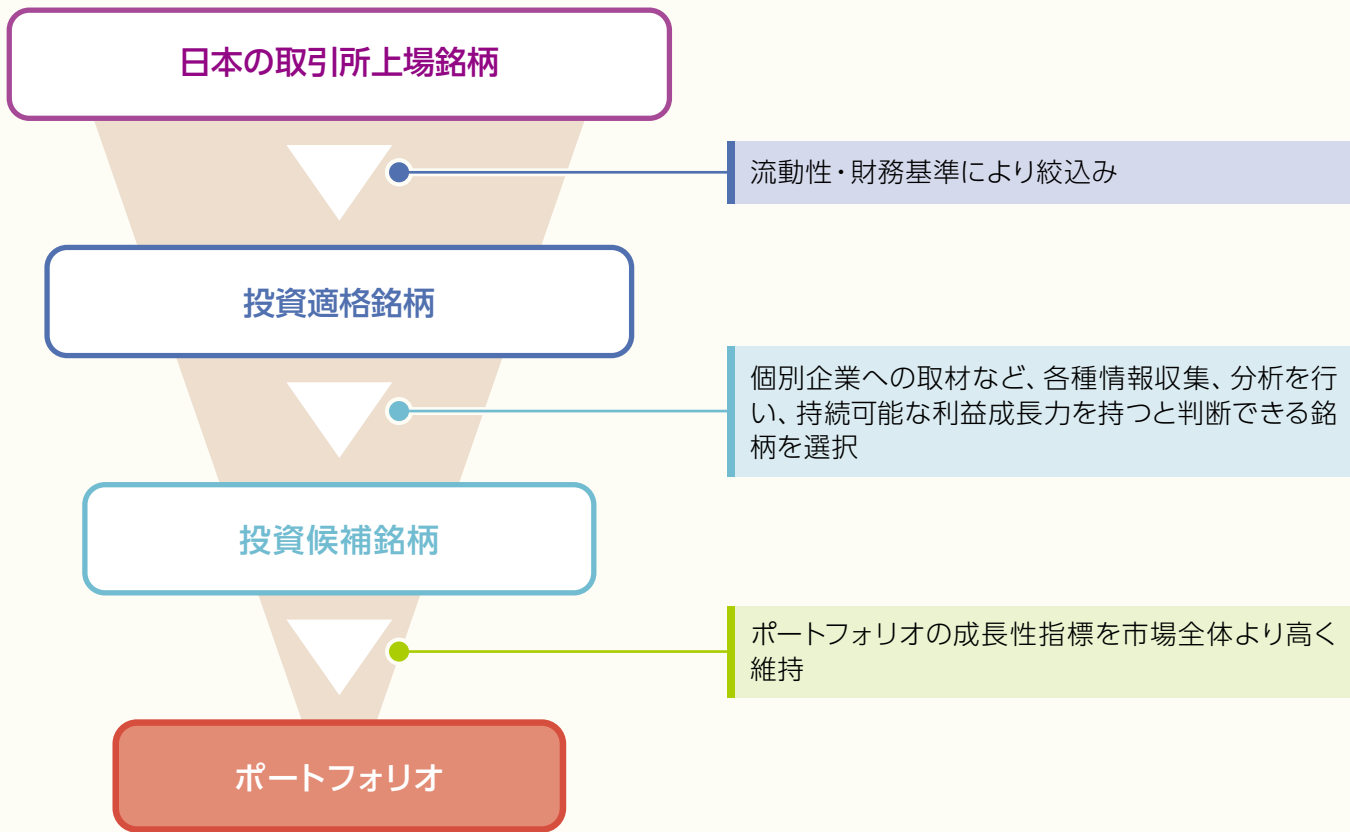 日本の取引所上場銘柄
流動性・財務基準により絞込み
投資適格銘柄
個別企業への取材など、各種情報収集、分析を行
い、持続可能な利益成長力を持つと判断できる銘
柄を選択
投資候補銘柄
ポートフォリオの成長性指標を市場全体より高く
維持
ポートフォリオ